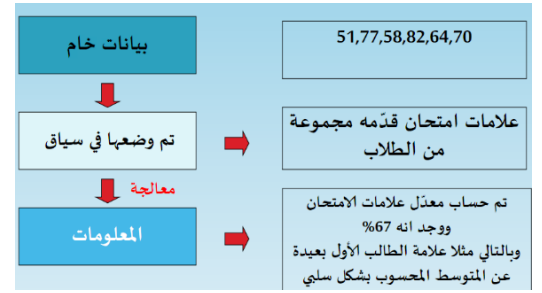 بيانات خام
51,77,58,82,64,70
تم وضعها في سياق
علامات امتحان قدّمه مجموعة
من الطلاب
معالجة
المعلومات
تم حساب معدّل علامات الامتحان
ووجد انه 67%
وبالتالي مثلا علامة الطالب الأول بعيدة
عن المتوسط المحسوب بشكل سلبي